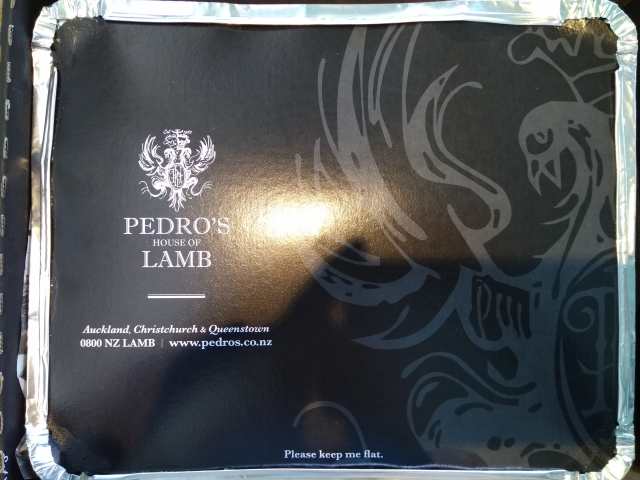 PEDRO'S
HOUSE OF
LAMB
Auckland, Christchurch & Queenstown
0800 NZ LAMB | www.pedros.co.nz
Please keep me flat.